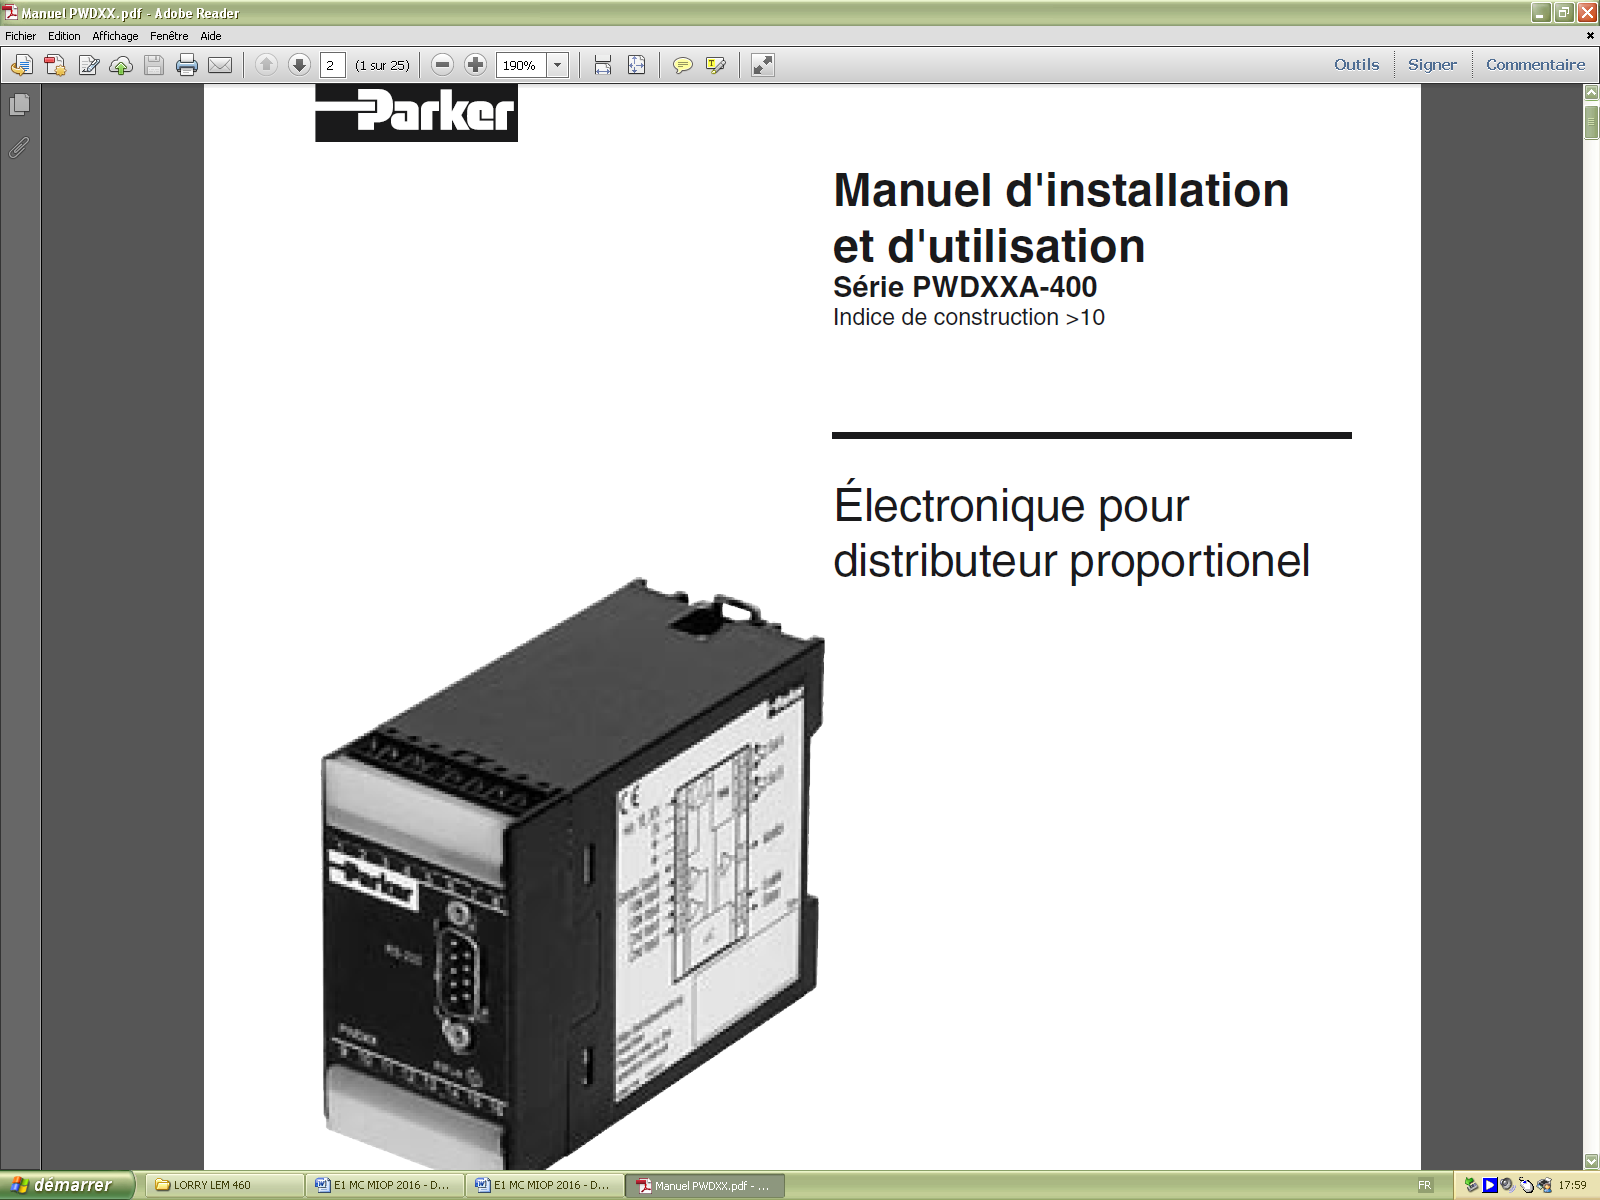 Manuel PWDXX.pdf - Adobe Reader
Fichier Edition Affichage Fenêtre Aide
2 (1 sur 25) 190% Outils Signer Commentaire
Parker
Manuel d'installation
et d'utilisation
Série PWDXXA-400
Indice de construction >10
Électronique pour
distributeur proportionel
Parker
RS-232
démarrer LORRY LEM 460 E1 MC MIOP 2016 - D... E1 MC MIOP 2016 - D... Manuel PWDXX.pdf - ... FR 17:59